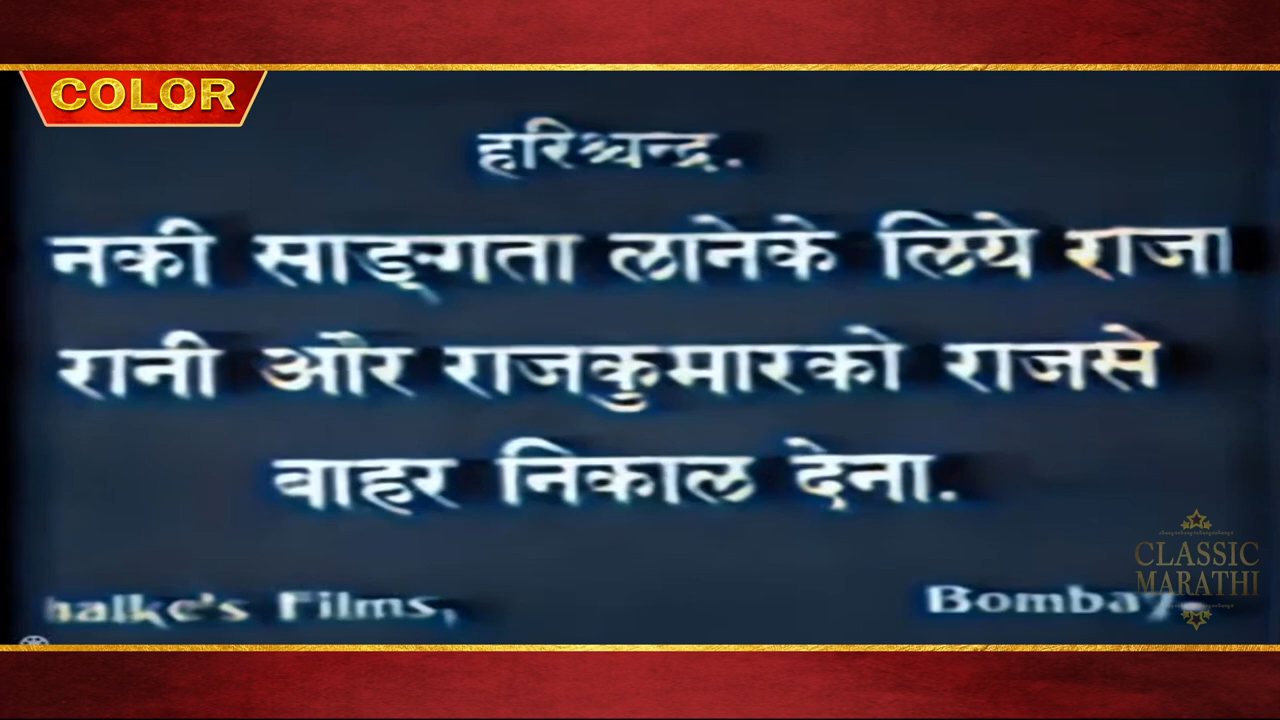 COLOR
हरिश्चन्द्र.
नकी साङ्गता लानेके लिये राजा
रानी और राजकुमारको राजसे
वाहर निकाल देना.
halke's Films, Bombay.
CLASSIC
MARATHI